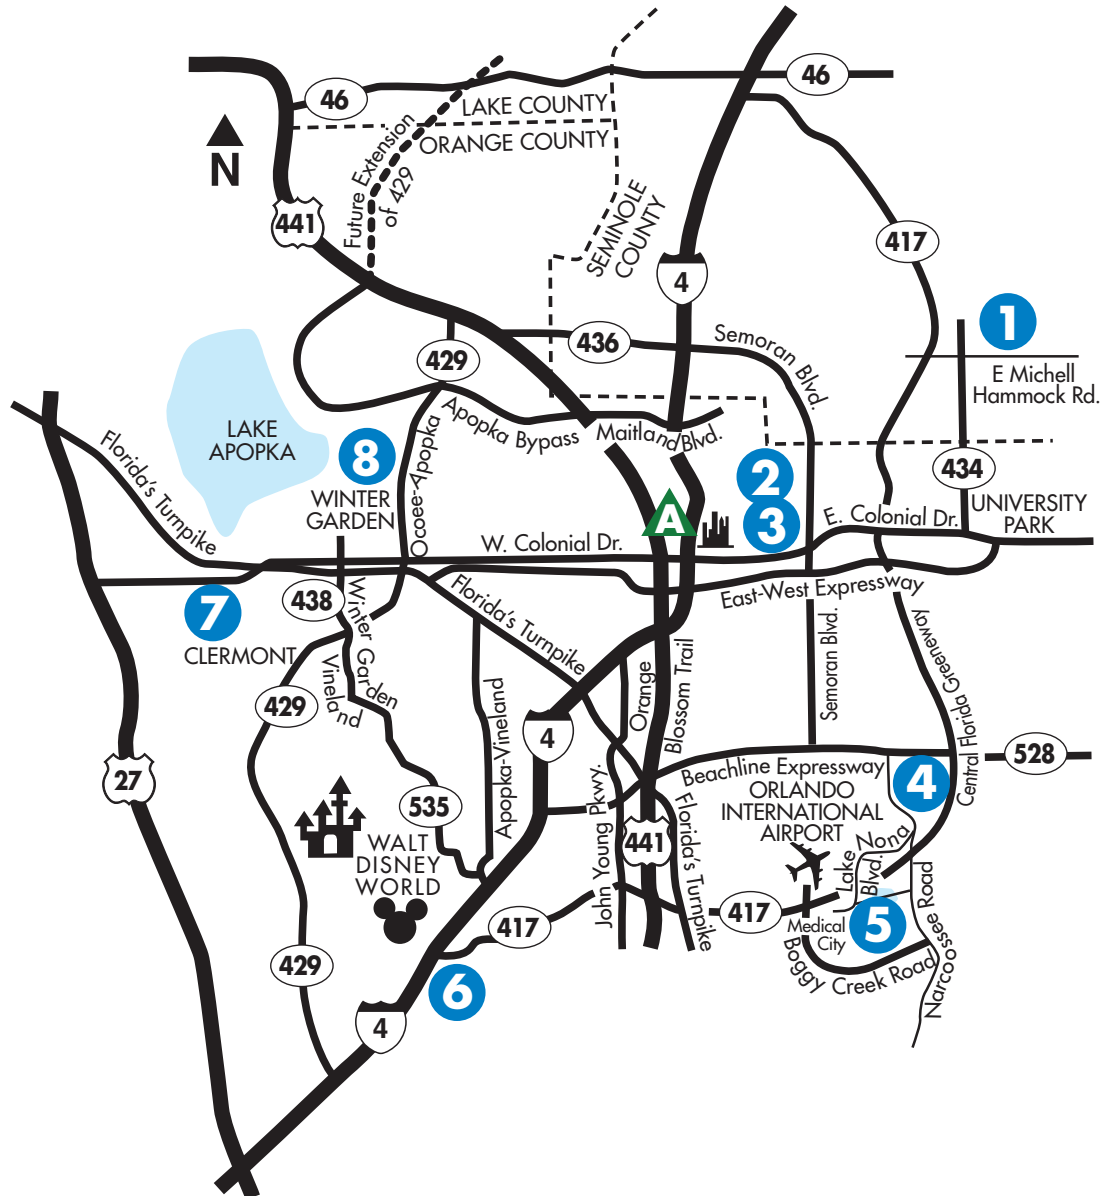 46
46
LAKE COUNTY
ORANGE COUNTY
N
Future Extension
of 429
441
SEMINOLE
COUNTY
417
4
1
436
Semoran Blvd.
429
E Michell
Hammock Rd.
LAKE
APOPKA
Apopka Bypass
Maitland Blvd.
Florida's Turnpike
8
Ocoee-Apopka
2
434
WINTER
GARDEN
A
3
E. Colonial Dr.
UNIVERSITY
PARK
W. Colonial Dr.
438
Winter Garden
Vineland
Florida's Turnpike
East-West Expressway
7
CLERMONT
Semoran Blvd.
Central Florida Greeneway
429
Apopka-Vineland
Orange
Blossom Trail
4
528
27
Beachline Expressway
4
ORLANDO
INTERNATIONAL
AIRPORT
535
John Young Pkwy.
441
Florida's Turnpike
WALT
DISNEY
WORLD
Lake Nona
Blvd.
Narcoossee Road
417
417
Medical
City
5
Boggy Creek Road
429
6
4